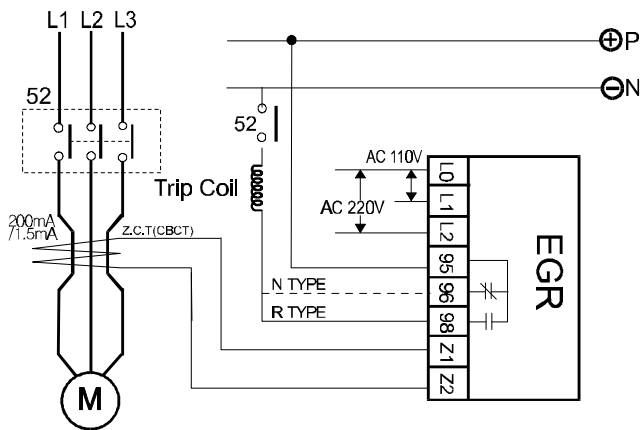 L1 L2 L3
P
N
52
52
AC 110V
Trip Coil
AC 220V
200mA
/1.5mA
Z.C.T(CBCT)
N TYPE
R TYPE
L0
L1
L2
95
96
98
Z1
Z2
EGR
M